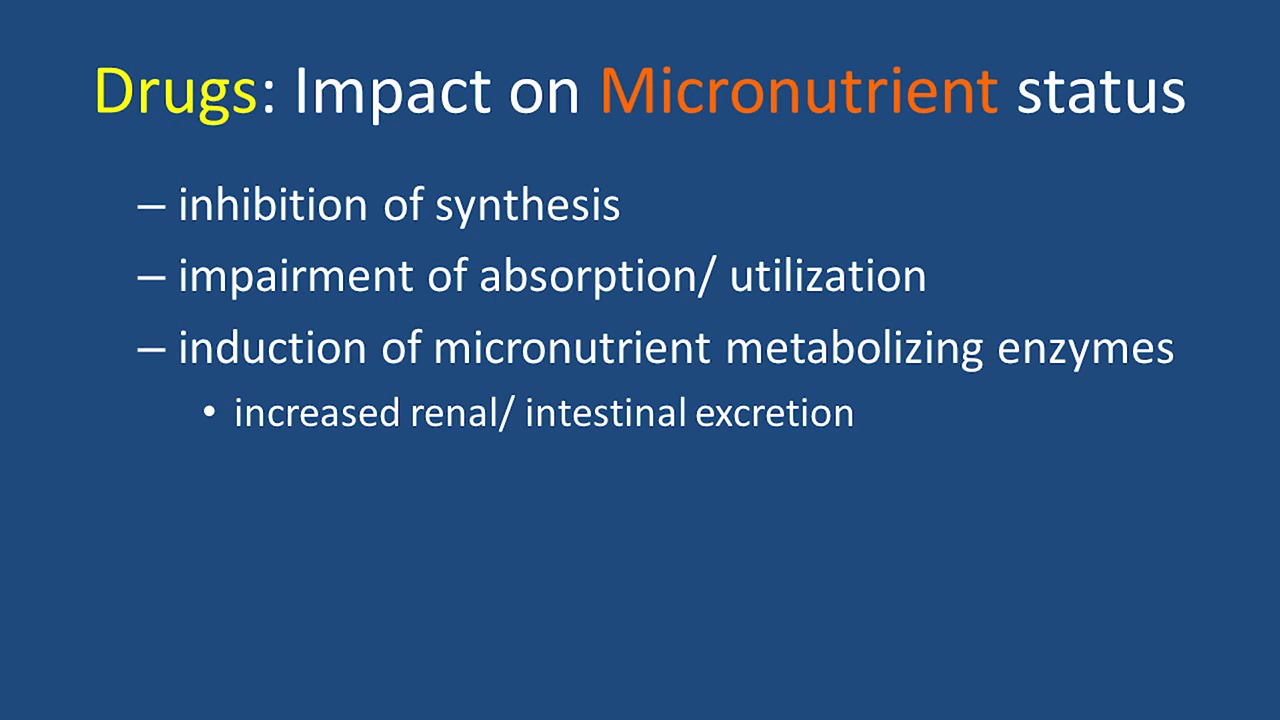 Drugs: Impact on Micronutrient status
– inhibition of synthesis
– impairment of absorption/ utilization
– induction of micronutrient metabolizing enzymes
• increased renal/ intestinal excretion